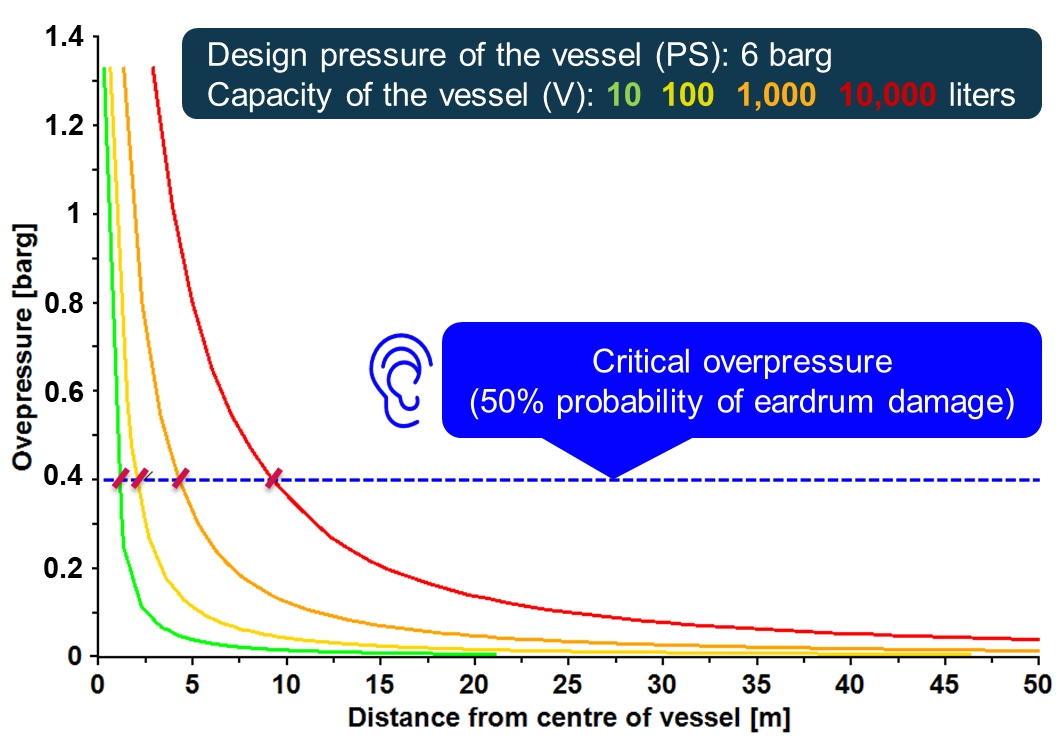 Design pressure of the vessel (PS): 6 barg
Capacity of the vessel (V): 10 100 1,000 10,000 liters
Critical overpressure
(50% probability of eardrum damage)
Ovepressure [barg]
1.4
1.2
1
0.8
0.6
0.4
0.2
0
0 5 10 15 20 25 30 35 40 45 50
Distance from centre of vessel [m]